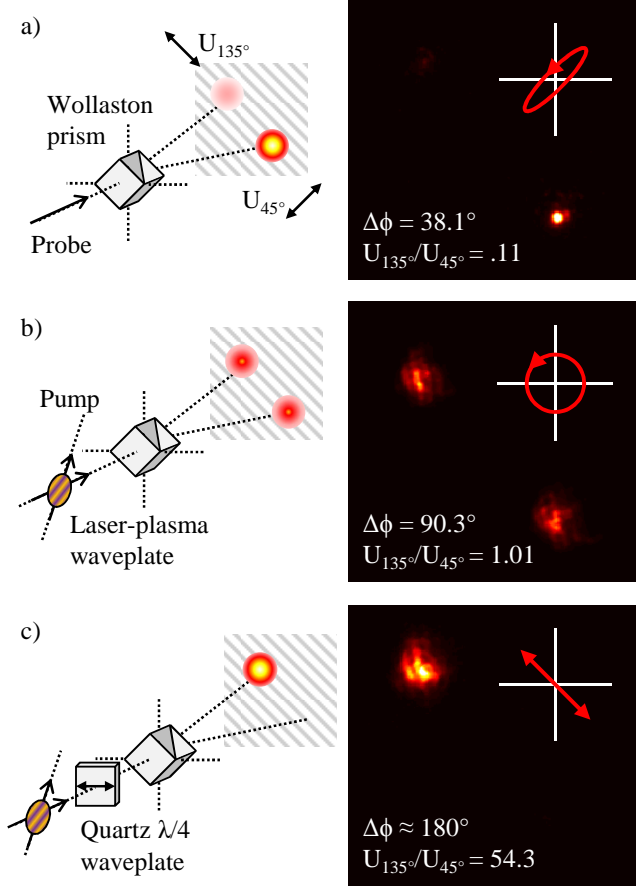 a)
U135°
Wollaston
prism
U45°
Probe
Δϕ = 38.1°
U135°/U45° = .11
b)
Pump
Laser-plasma
waveplate
Δϕ = 90.3°
U135°/U45° = 1.01
c)
Quartz λ/4
waveplate
Δϕ ≈ 180°
U135°/U45° = 54.3